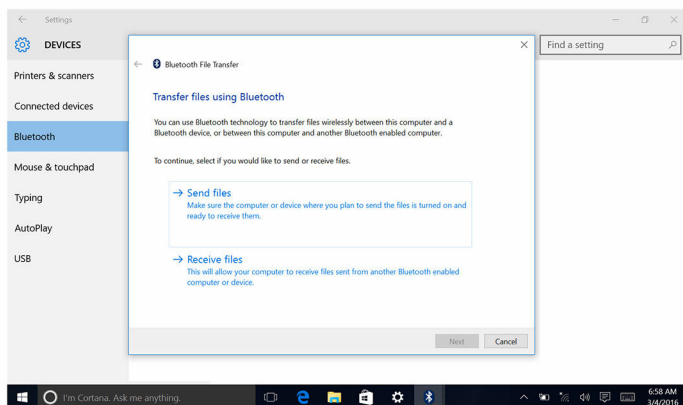 Settings
DEVICES
Find a setting
Printers & scanners
Connected devices
Bluetooth
Mouse & touchpad
Typing
AutoPlay
USB
Bluetooth File Transfer
Transfer files using Bluetooth
You can use Bluetooth technology to transfer files wirelessly between this computer and a
Bluetooth device, or between this computer and another Bluetooth enabled computer.
To continue, select if you would like to send or receive files.
Send files
Make sure the computer or device where you plan to send the files is turned on and
ready to receive them.
Receive files
This will allow your computer to receive files sent from another Bluetooth enabled
computer or device.
Next
Cancel
I'm Cortana. Ask me anything.
6:58 AM
3/4/2016